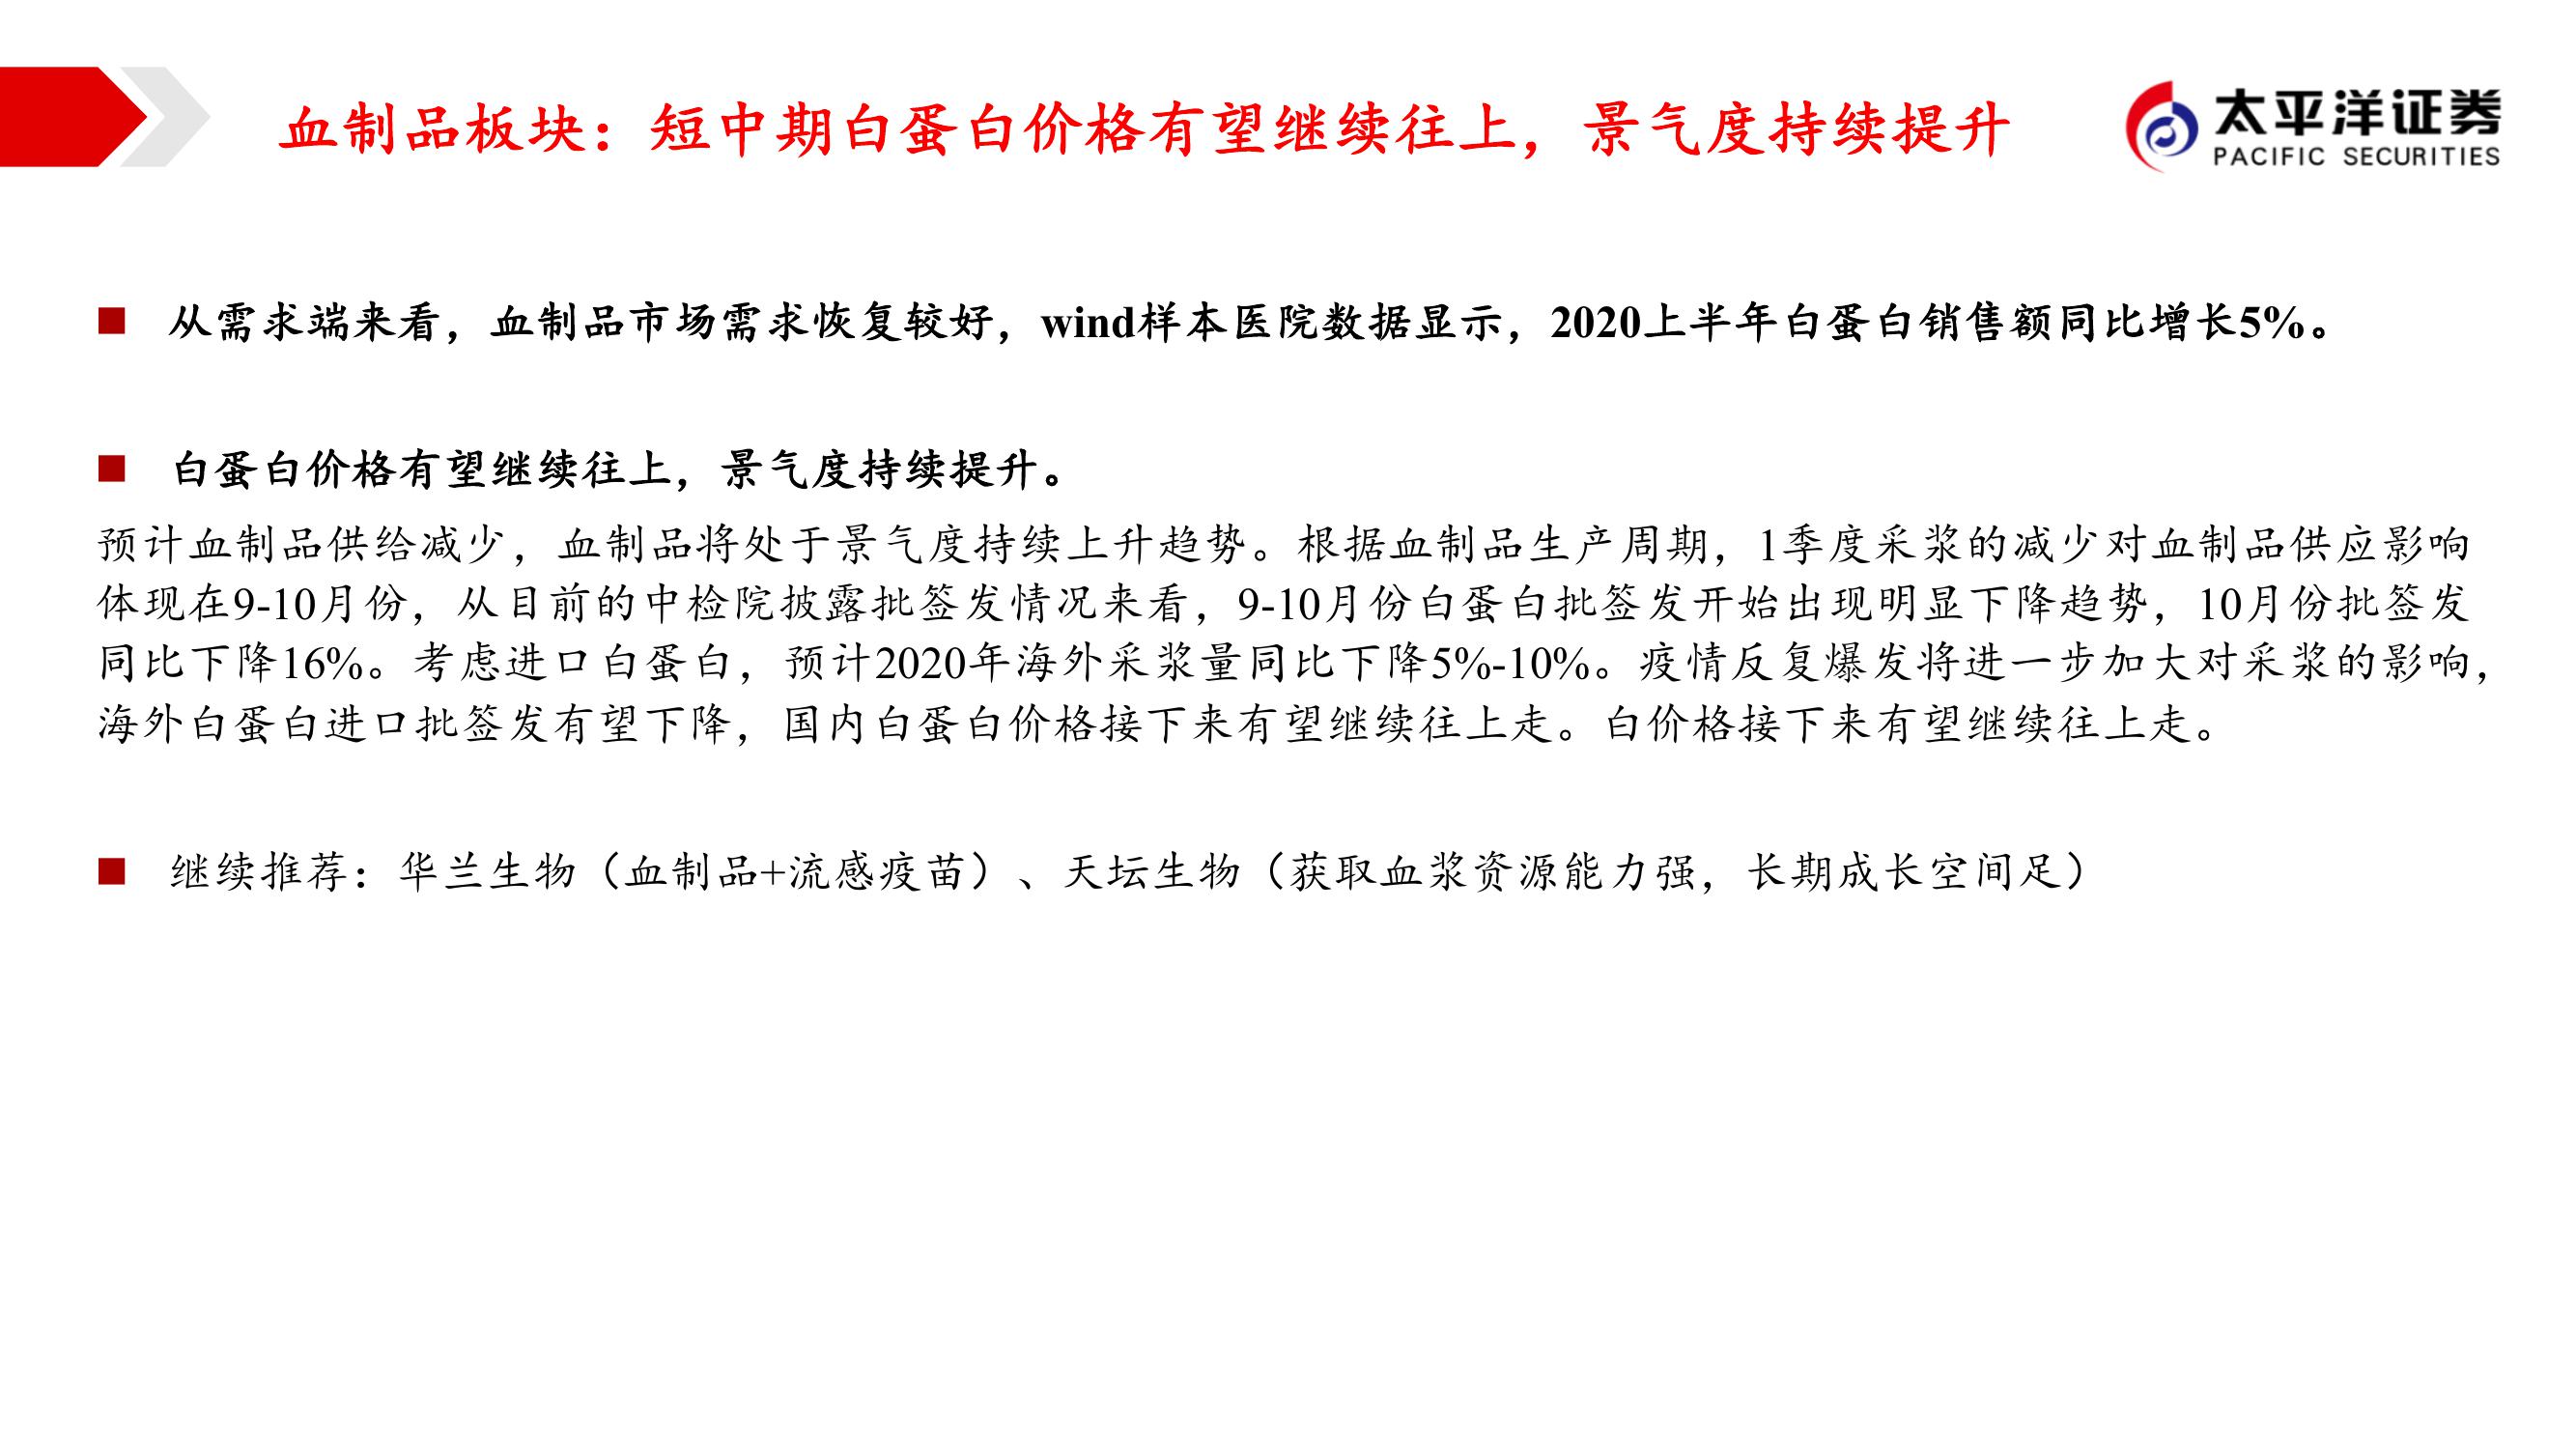 血制品板块：短中期白蛋白价格有望继续往上，景气度持续提升
太平洋证券
PACIFIC SECURITIES
■ 从需求端来看，血制品市场需求恢复较好，wind样本医院数据显示，2020上半年白蛋白销售额同比增长5%。
■ 白蛋白价格有望继续往上，景气度持续提升。
预计血制品供给减少，血制品将处于景气度持续上升趋势。根据血制品生产周期，1季度采浆的减少对血制品供应影响
体现在9-10月份，从目前的中检院披露批签发情况来看，9-10月份白蛋白批签发开始出现明显下降趋势，10月份批签发
同比下降16%。考虑进口白蛋白，预计2020年海外采浆量同比下降5%-10%。疫情反复爆发将进一步加大对采浆的影响，
海外白蛋白进口批签发有望下降，国内白蛋白价格接下来有望继续往上走。白价格接下来有望继续往上走。
■ 继续推荐：华兰生物（血制品+流感疫苗）、天坛生物（获取血浆资源能力强，长期成长空间足）